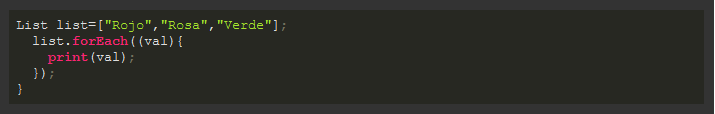 List list=["Rojo","Rosa","Verde"];
  list.forEach((val){
    print(val);
  });
}